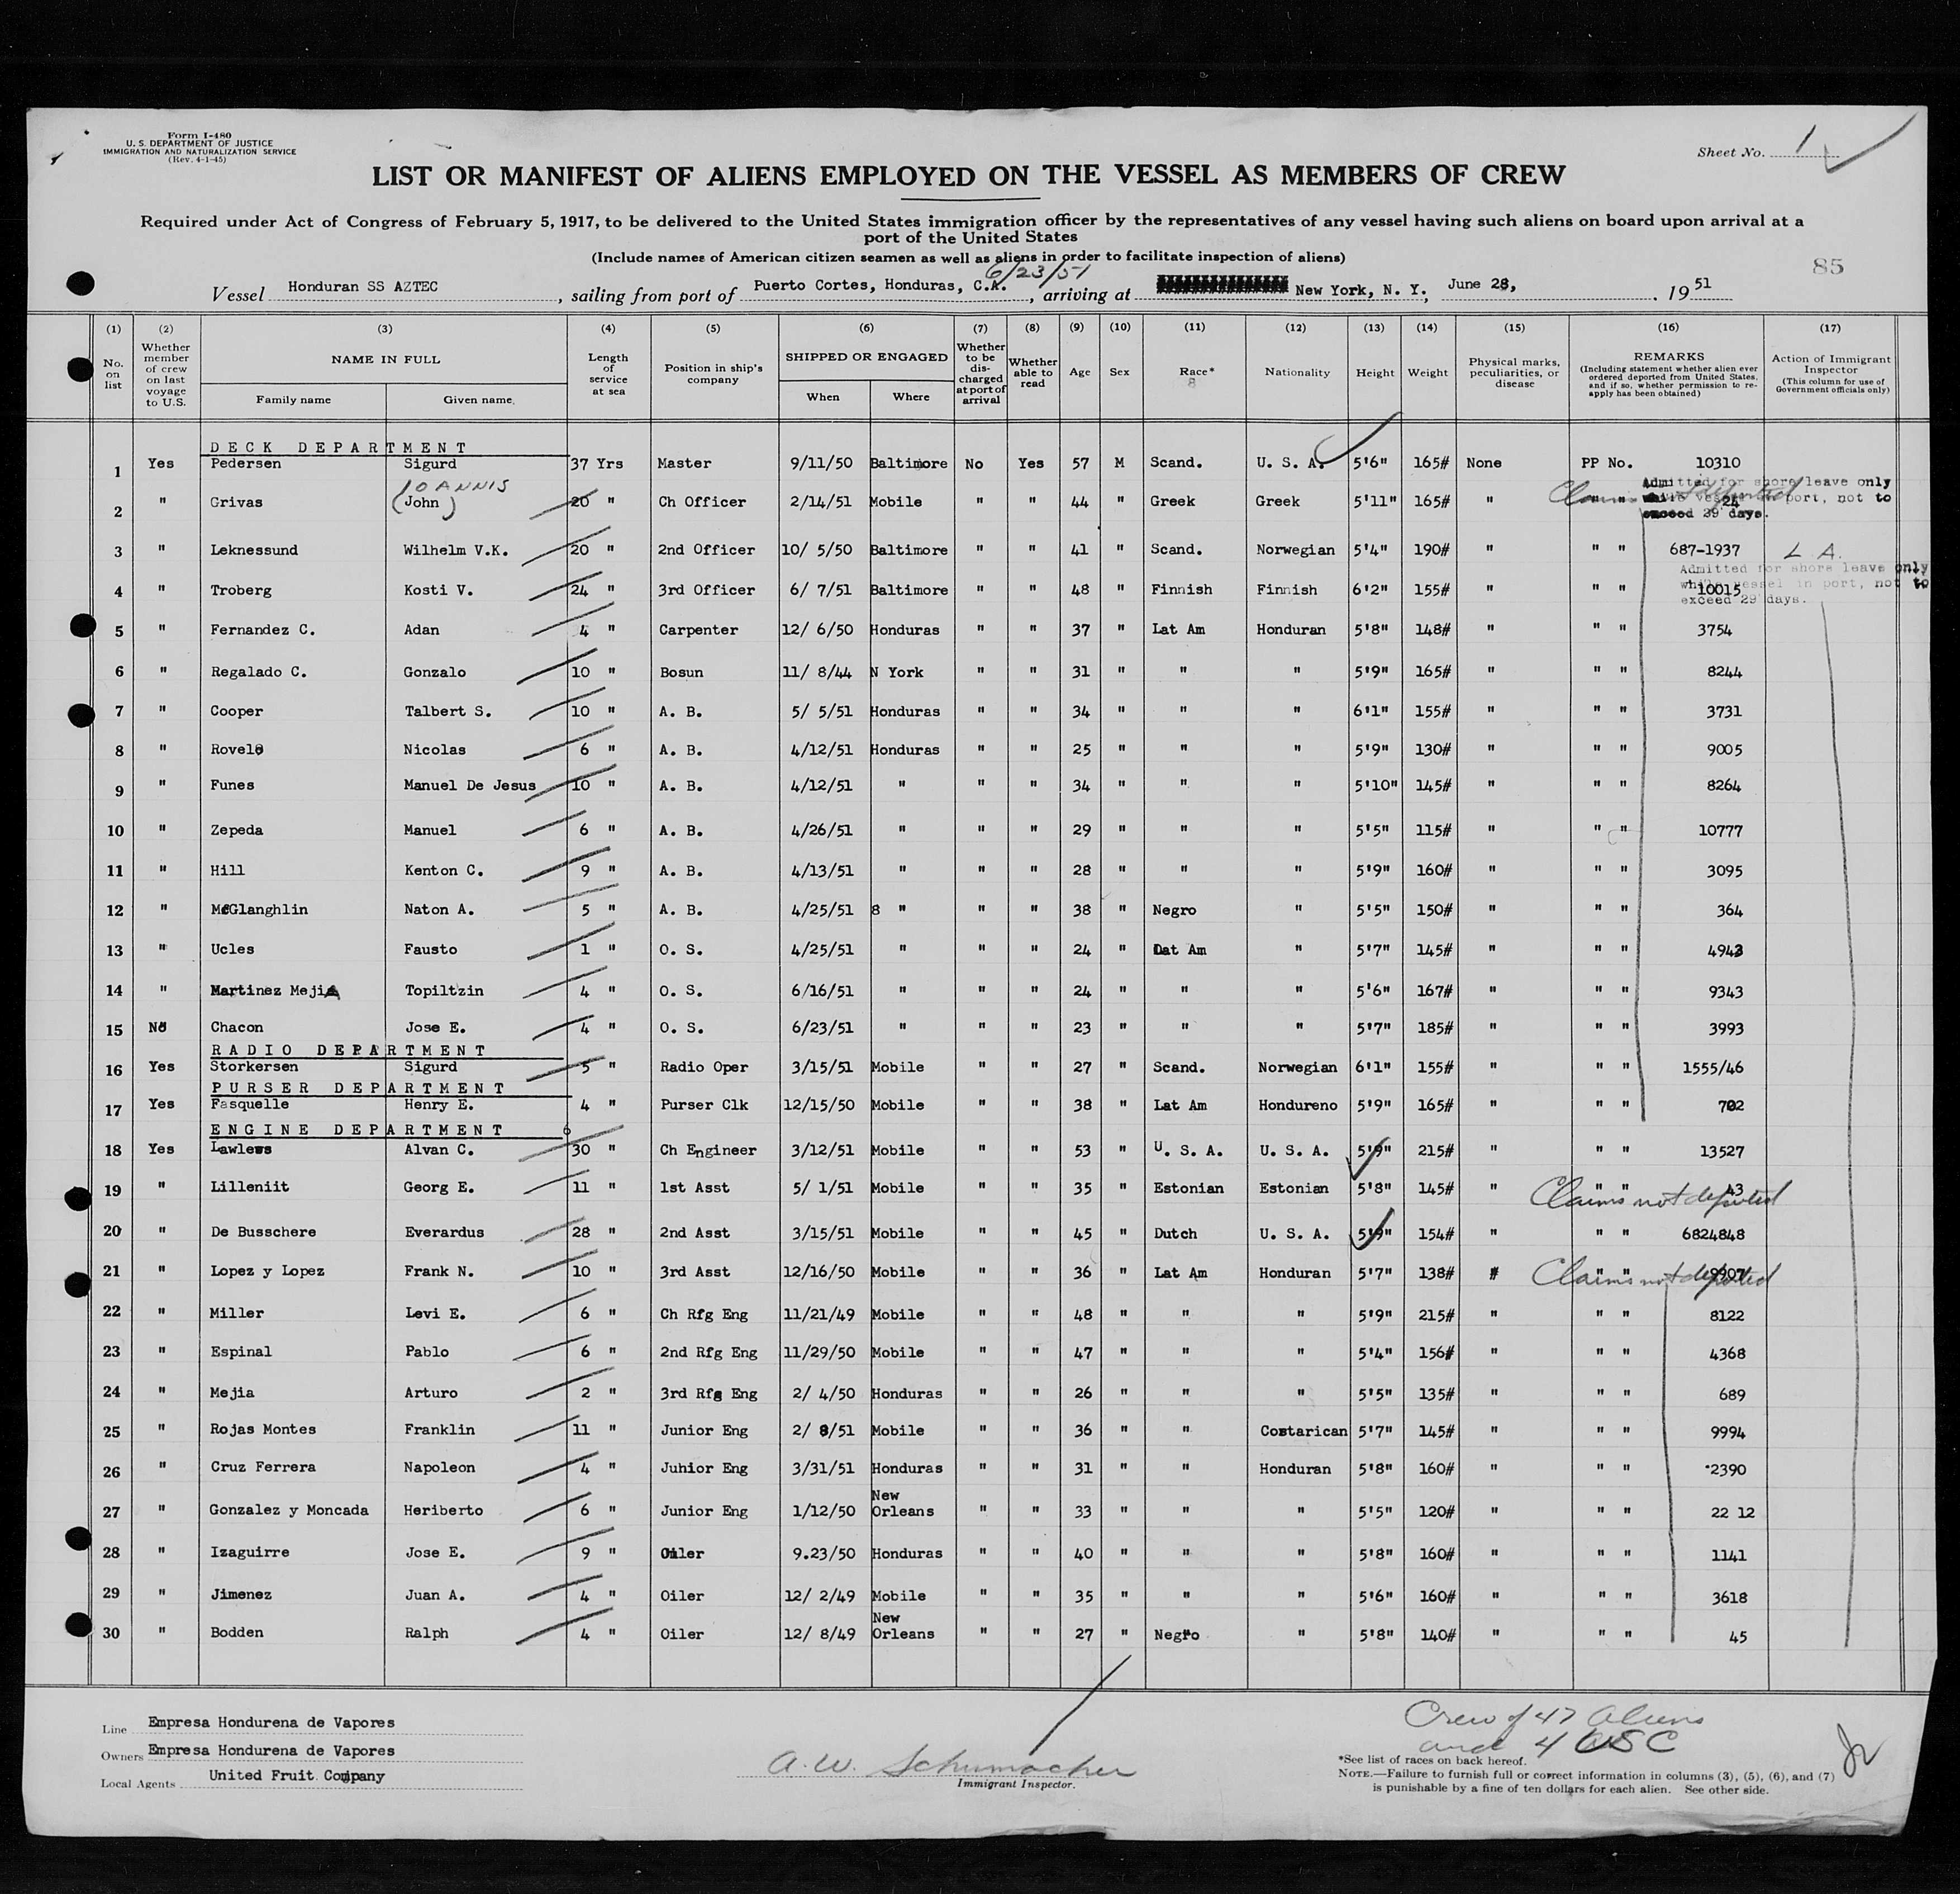 Form I-480
U. S. DEPARTMENT OF JUSTICE
IMMIGRATION AND NATURALIZATION SERVICE
(Rev. 4-1-45)
Sheet No. 1
LIST OR MANIFEST OF ALIENS EMPLOYED ON THE VESSEL AS MEMBERS OF CREW
Required under Act of Congress of February 5, 1917, to be delivered to the United States immigration officer by the representatives of any vessel having such aliens on board upon arrival at a
port of the United States
(Include names of American citizen seamen as well as aliens in order to facilitate inspection of aliens)
85
6/23/51
Vessel Honduran SS AZTEC, sailing from port of Puerto Cortes, Honduras, C.A., arriving at New York, N. Y., June 28, 1951
(1) (2) (3) (4) (5) (6) (7) (8) (9) (10) (11) (12) (13) (14) (15) (16) (17)
No. on list
Whether member of crew on last voyage to U.S.
NAME IN FULL
Family name Given name
Length of service at sea
Position in ship's company
SHIPPED OR ENGAGED
When Where
Whether to be discharged at port of arrival
Whether able to read
Age
Sex
Race*
8
Nationality
Height
Weight
Physical marks, peculiarities, or disease
REMARKS
(Including statement whether alien ever ordered deported from United States, and if so, whether permission to re-apply has been obtained)
Action of Immigrant Inspector
(This column for use of Government officials only)
DECK DEPARTMENT
1 Yes Pedersen Sigurd 37 Yrs Master 9/11/50 Baltimore No Yes 57 M Scand. U. S. A. 5'6" 165# None PP No. 10310
IOANNIS
Admitted for shore leave only
while vessel in port, not to
exceed 29 days.
2 " Grivas (John) 20 " Ch Officer 2/14/51 Mobile " " 44 " Greek Greek 5'11" 165# " " " 24
3 " Leknessund Wilhelm V.K. 20 " 2nd Officer 10/ 5/50 Baltimore " " 41 " Scand. Norwegian 5'4" 190# " " " 687-1937 L A.
Admitted for shore leave only
while vessel in port, not to
exceed 29 days.
4 " Troberg Kosti V. 24 " 3rd Officer 6/ 7/51 Baltimore " " 48 " Finnish Finnish 6'2" 155# " " " 10015
5 " Fernandez C. Adan 4 " Carpenter 12/ 6/50 Honduras " " 37 " Lat Am Honduran 5'8" 148# " " " 3754
6 " Regalado C. Gonzalo 10 " Bosun 11/ 8/44 N York " " 31 " " " 5'9" 165# " " " 8244
7 " Cooper Talbert S. 10 " A. B. 5/ 5/51 Honduras " " 34 " " " 6'1" 155# " " " 3731
8 " Rovelo Nicolas 6 " A. B. 4/12/51 Honduras " " 25 " " " 5'9" 130# " " " 9005
9 " Funes Manuel De Jesus 10 " A. B. 4/12/51 " " " 34 " " " 5'10" 145# " " " 8264
10 " Zepeda Manuel 6 " A. B. 4/26/51 " " " 29 " " " 5'5" 115# " " " 10777
11 " Hill Kenton C. 9 " A. B. 4/13/51 " " " 28 " " " 5'9" 160# " " " 3095
12 " McGlanghlin Naton A. 5 " A. B. 4/25/51 8 " " " 38 " Negro " 5'5" 150# " " " 364
13 " Ucles Fausto 1 " O. S. 4/25/51 " " " 24 " Lat Am " 5'7" 145# " " " 4943
14 " Martinez Mejia Topiltzin 4 " O. S. 6/16/51 " " " 24 " " " 5'6" 167# " " " 9343
15 No Chacon Jose E. 4 " O. S. 6/23/51 " " " 23 " " " 5'7" 185# " " " 3993
RADIO DEPARTMENT
16 Yes Storkersen Sigurd 5 " Radio Oper 3/15/51 Mobile " " 27 " Scand. Norwegian 6'1" 155# " " " 1555/46
PURSER DEPARTMENT
17 Yes Fasquelle Henry E. 4 " Purser Clk 12/15/50 Mobile " " 38 " Lat Am Hondureno 5'9" 165# " " " 702
ENGINE DEPARTMENT 6
18 Yes Lawless Alvan C. 30 " Ch Engineer 3/12/51 Mobile " " 53 " U. S. A. U. S. A. 5'9" 215# " " " 13527
19 " Lilleniit Georg E. 11 " 1st Asst 5/ 1/51 Mobile " " 35 " Estonian Estonian 5'8" 145# " " " 43
Claims not deported
20 " De Busschere Everardus 28 " 2nd Asst 3/15/51 Mobile " " 45 " Dutch U. S. A. 5'9" 154# " " " 6824848
21 " Lopez y Lopez Frank N. 10 " 3rd Asst 12/16/50 Mobile " " 36 " Lat Am Honduran 5'7" 138# # " "
Claims not deported
22 " Miller Levi E. 6 " Ch Rfg Eng 11/21/49 Mobile " " 48 " " " 5'9" 215# " " " 8122
23 " Espinal Pablo 6 " 2nd Rfg Eng 11/29/50 Mobile " " 47 " " " 5'4" 156# " " " 4368
24 " Mejia Arturo 2 " 3rd Rfg Eng 2/ 4/50 Honduras " " 26 " " " 5'5" 135# " " " 689
25 " Rojas Montes Franklin 11 " Junior Eng 2/ 8/51 Mobile " " 36 " " Costarican 5'7" 145# " " " 9994
26 " Cruz Ferrera Napoleon 4 " Juhior Eng 3/31/51 Honduras " " 31 " " Honduran 5'8" 160# " " " 2390
27 " Gonzalez y Moncada Heriberto 6 " Junior Eng 1/12/50 New Orleans " " 33 " " " 5'5" 120# " " " 22 12
28 " Izaguirre Jose E. 9 " Oiler 9.23/50 Honduras " " 40 " " " 5'8" 160# " " " 1141
29 " Jimenez Juan A. 4 " Oiler 12/ 2/49 Mobile " " 35 " " " 5'6" 160# " " " 3618
30 " Bodden Ralph 4 " Oiler 12/ 8/49 New Orleans " " 27 " Negro " 5'8" 140# " " " 45
Line Empresa Hondurena de Vapores
Owners Empresa Hondurena de Vapores
Local Agents United Fruit Company
A. W. Schumacher
Immigrant Inspector.
Crew of 47 Aliens
and 4 USC
*See list of races on back hereof.
NOTE.—Failure to furnish full or correct information in columns (3), (5), (6), and (7)
is punishable by a fine of ten dollars for each alien. See other side.